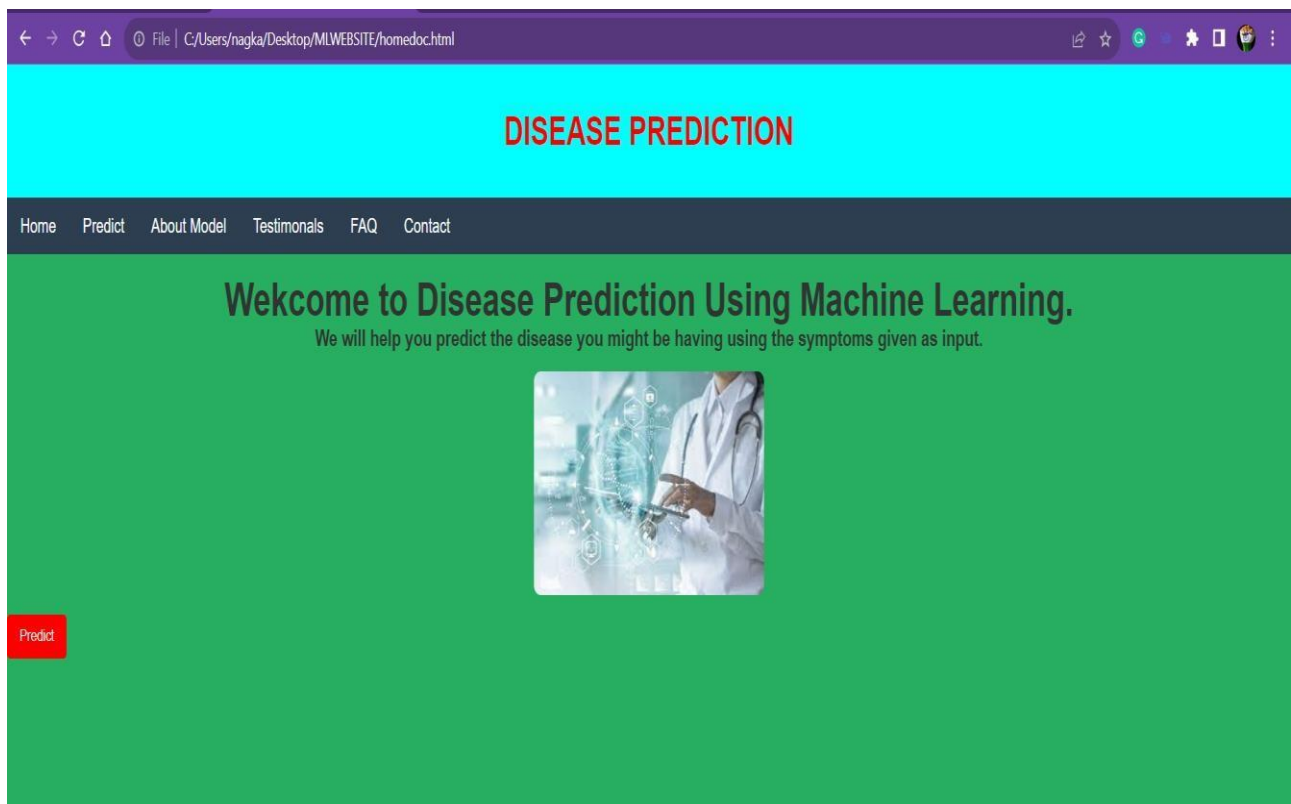 File | C:/Users/nagka/Desktop/MLWEBSITE/homedoc.html
DISEASE PREDICTION
Home Predict About Model Testimonals FAQ Contact
Wekcome to Disease Prediction Using Machine Learning.
We will help you predict the disease you might be having using the symptoms given as input.
Predict